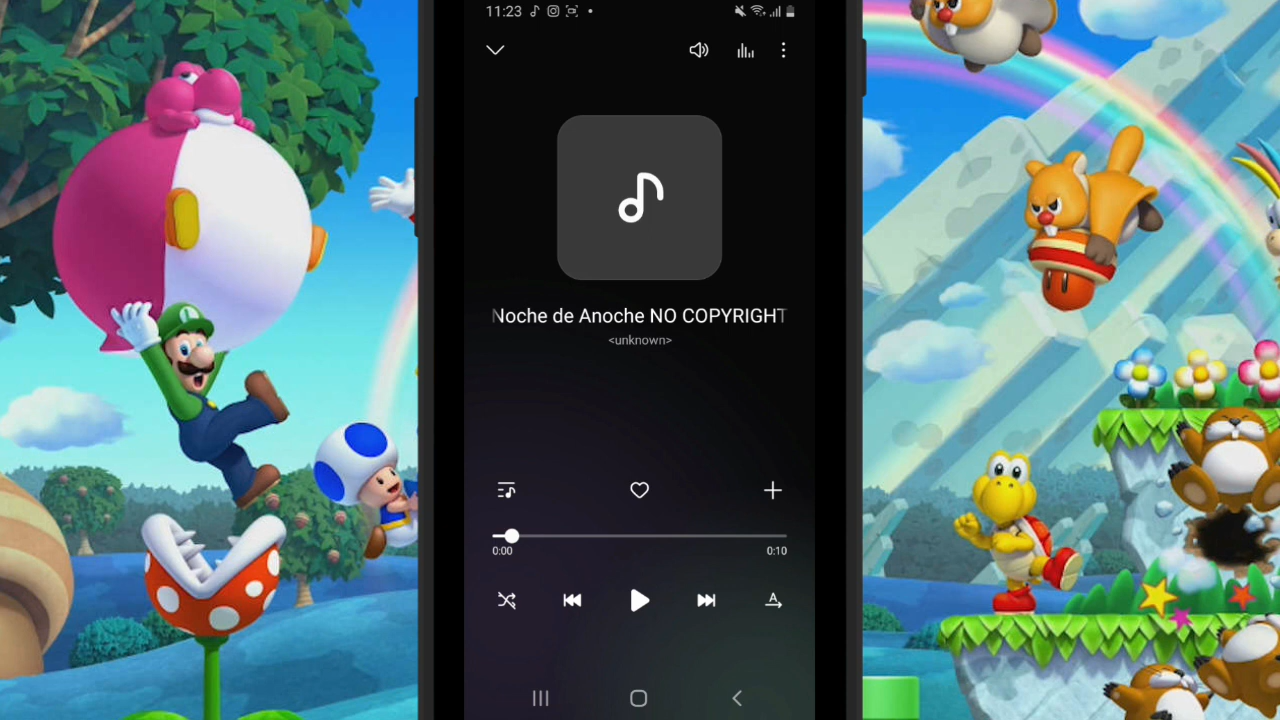 11:23
Noche de Anoche NO COPYRIGHT
<unknown>
0:00
0:10
A
L